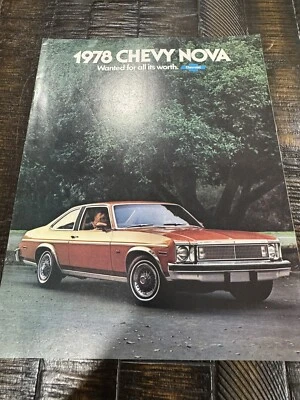 1978 CHEVY NOVA
Wanted for all its worth.